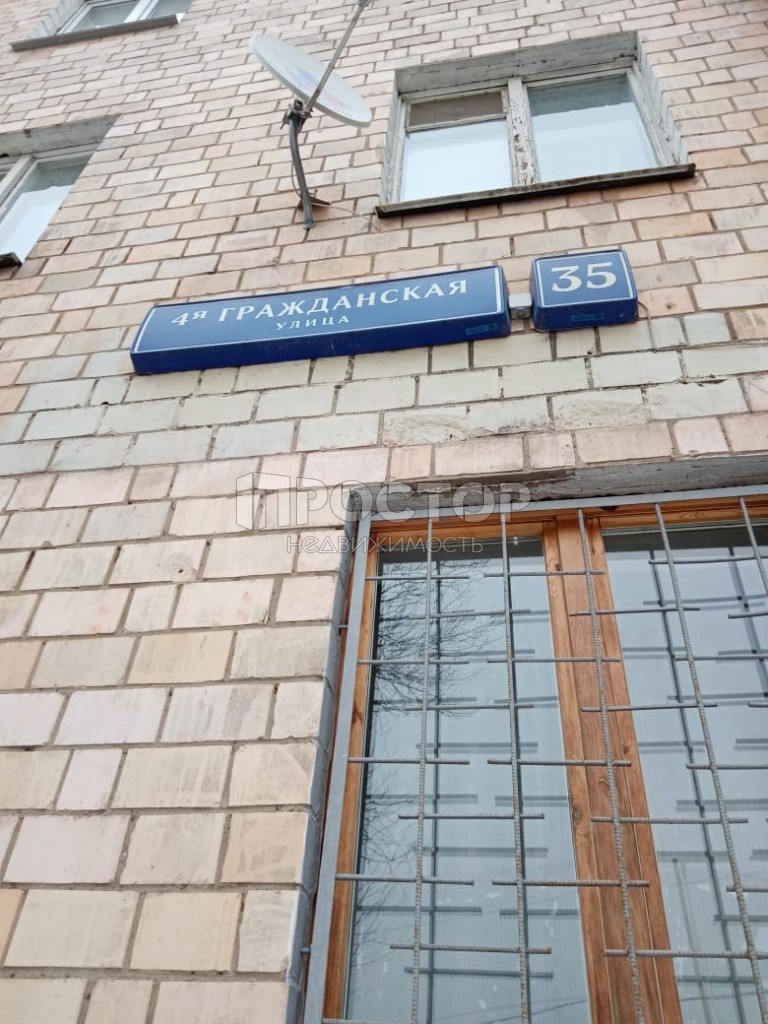 4я ГРАЖДАНСКАЯ
УЛИЦА
35
ПРОСТОР
НЕДВИЖИМОСТЬ